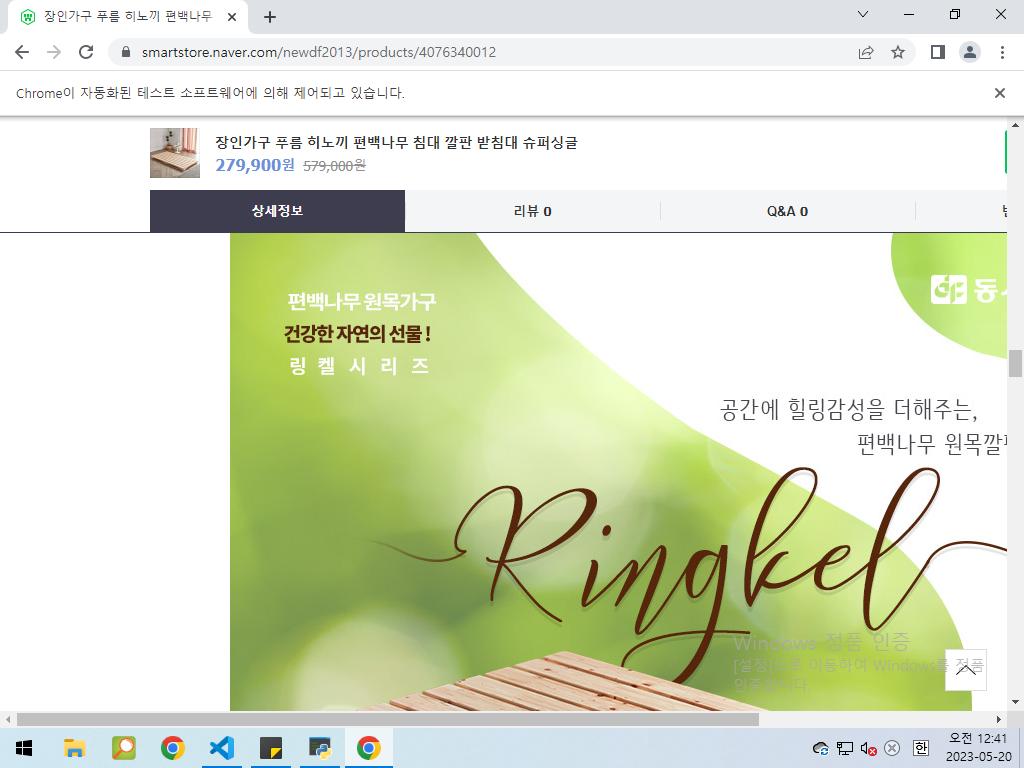 장인가구 푸름 히노끼 편백나무
smartstore.naver.com/newdf2013/products/4076340012
Chrome이 자동화된 테스트 소프트웨어에 의해 제어되고 있습니다.
장인가구 푸름 히노끼 편백나무 침대 깔판 받침대 슈퍼싱글
279,900원 579,000원
상세정보
리뷰 0
Q&A 0
편백나무 원목가구
건강한 자연의 선물 !
링켈시리즈
공간에 힐링감성을 더해주는,
편백나무 원목깔
Ringkel
Windows 정품 인증
[설정]으로 이동하여 Windows를 정품
인증합니다.
한
오전 12:41
2023-05-20